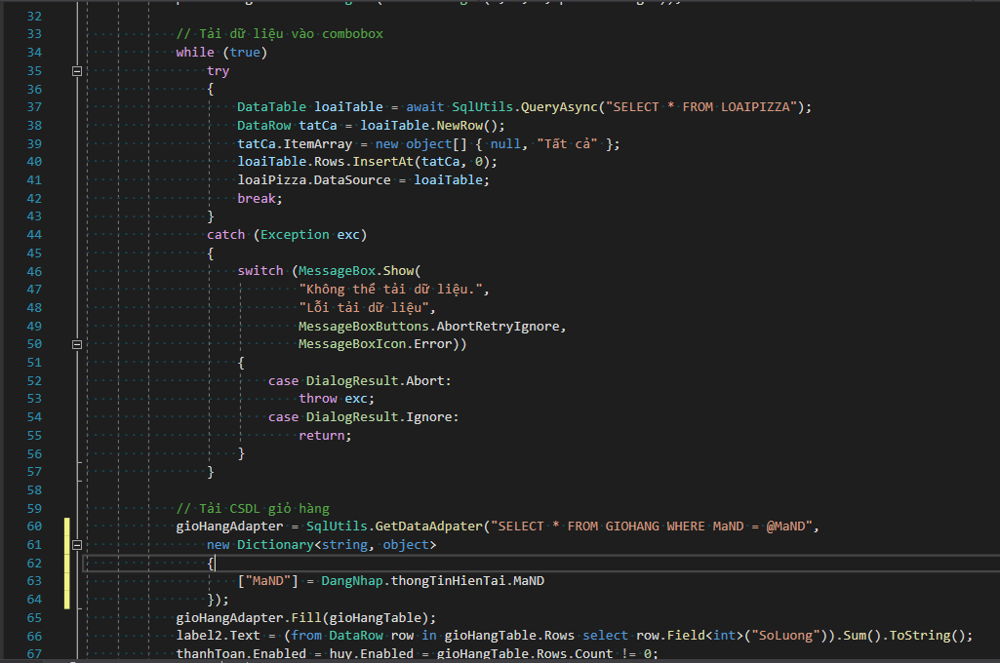 32
33 // Tải dữ liệu vào combobox
34 while (true)
35 try
36 {
37 DataTable loaiTable = await SqlUtils.QueryAsync("SELECT * FROM LOAIPIZZA");
38 DataRow tatCa = loaiTable.NewRow();
39 tatCa.ItemArray = new object[] { null, "Tất cả" };
40 loaiTable.Rows.InsertAt(tatCa, 0);
41 loaiPizza.DataSource = loaiTable;
42 break;
43 }
44 catch (Exception exc)
45 {
46 switch (MessageBox.Show(
47 "Không thể tải dữ liệu.",
48 "Lỗi tải dữ liệu",
49 MessageBoxButtons.AbortRetryIgnore,
50 MessageBoxIcon.Error))
51 {
52 case DialogResult.Abort:
53 throw exc;
54 case DialogResult.Ignore:
55 return;
56 }
57 }
58
59 // Tải CSDL giỏ hàng
60 gioHangAdapter = SqlUtils.GetDataAdpater("SELECT * FROM GIOHANG WHERE MaND = @MaND",
61 new Dictionary<string, object>
62 {
63 ["MaND"] = DangNhap.thongTinHienTai.MaND
64 });
65 gioHangAdapter.Fill(gioHangTable);
66 label2.Text = (from DataRow row in gioHangTable.Rows select row.Field<int>("SoLuong")).Sum().ToString();
67 thanhToan.Enabled = huy.Enabled = gioHangTable.Rows.Count != 0;